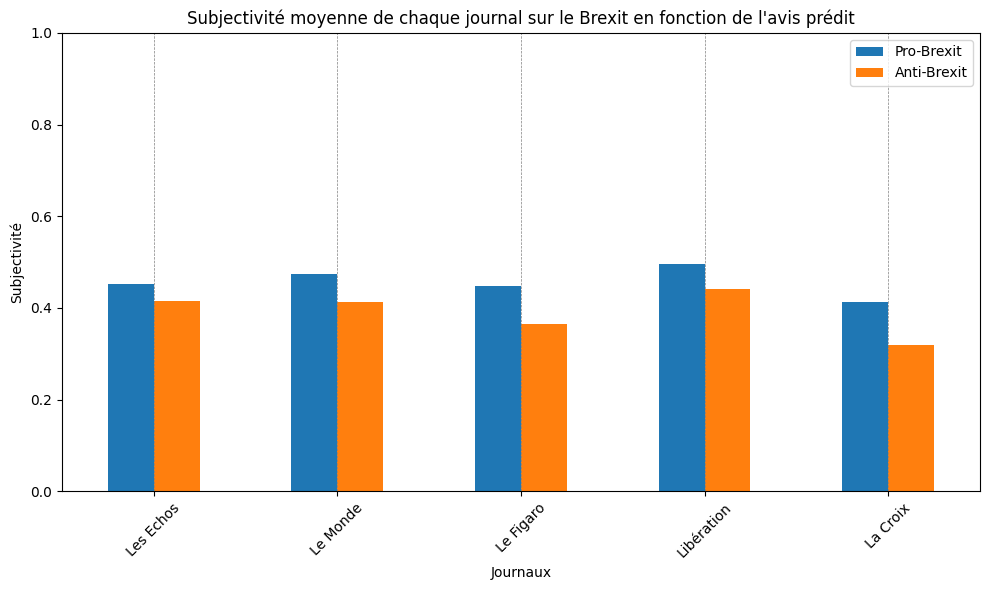 Subjectivité moyenne de chaque journal sur le Brexit en fonction de l'avis prédit
Pro-Brexit
Anti-Brexit
Subjectivité
1.0
0.8
0.6
0.4
0.2
0.0
Les Echos
Le Monde
Le Figaro
Libération
La Croix
Journaux